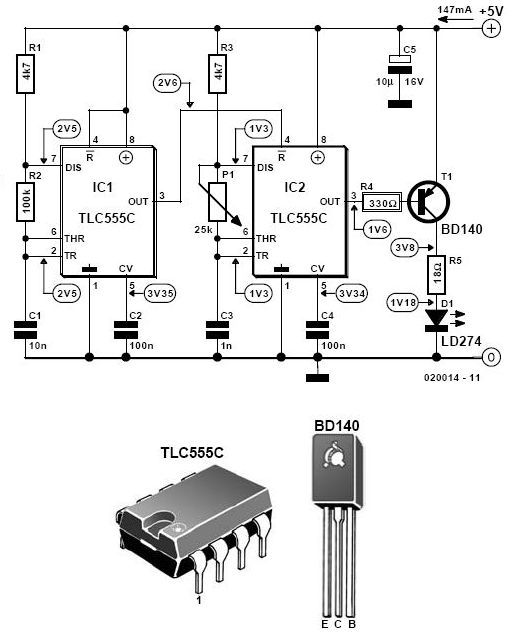 147mA +5V
R1
4k7
R3
4k7
C5
10µ 16V
2V6
2V5
1V3
4 8
R
7
DIS
IC1
TLC555C
OUT 3
R2
100k
6
THR
2
TR
CV
1 5
2V5
3V35
4 8
R
7
DIS
IC2
TLC555C
OUT 3
P1
25k
6
THR
2
TR
CV
1 5
1V3
3V34
R4
330Ω
1V6
T1
BD140
3V8
R5
18Ω
1V18
D1
LD274
C1
10n
C2
100n
C3
1n
C4
100n
0
020014 - 11
TLC555C
1
BD140
E C B